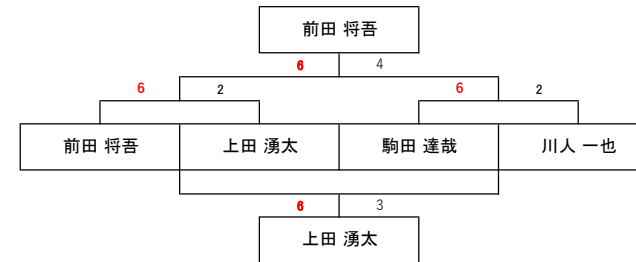 前田 将吾
6 4
6 2 6 2
前田 将吾 上田 湧太 駒田 達哉 川人 一也
6 3
上田 湧太